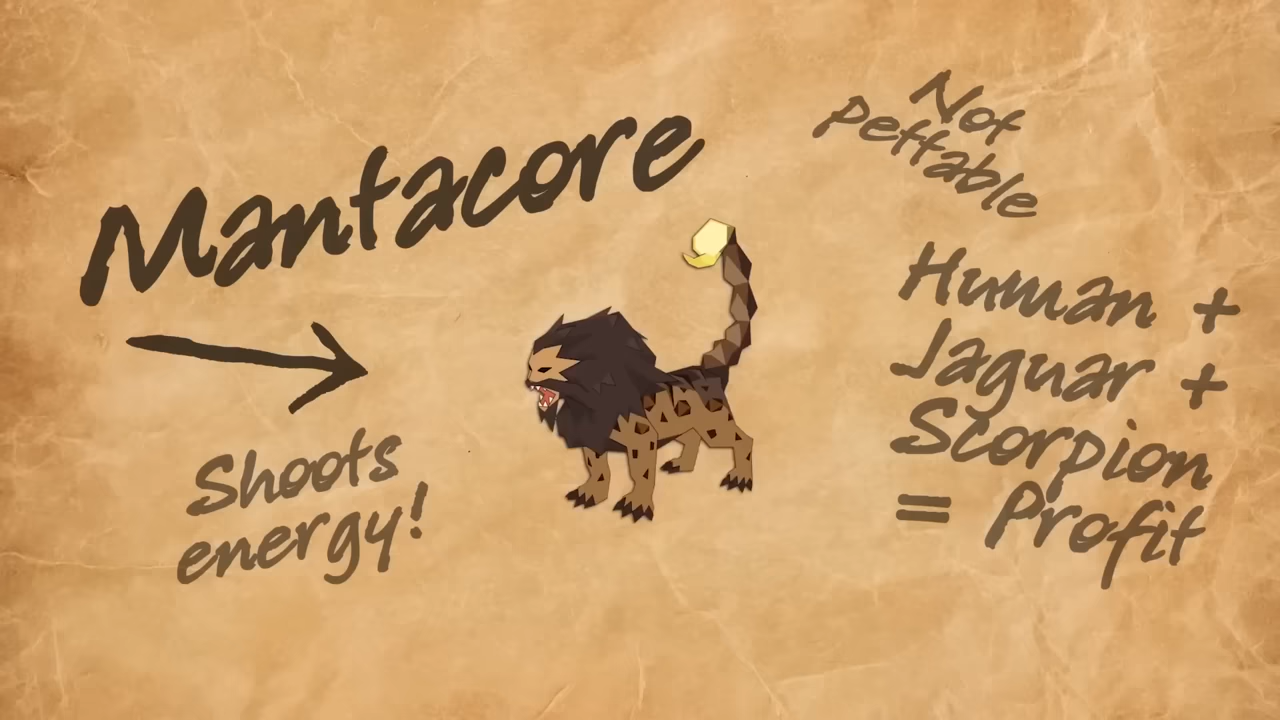 Mantacore
Shoots
energy!
Not
Pettable
Human +
Jaguar +
Scorpion
= Profit